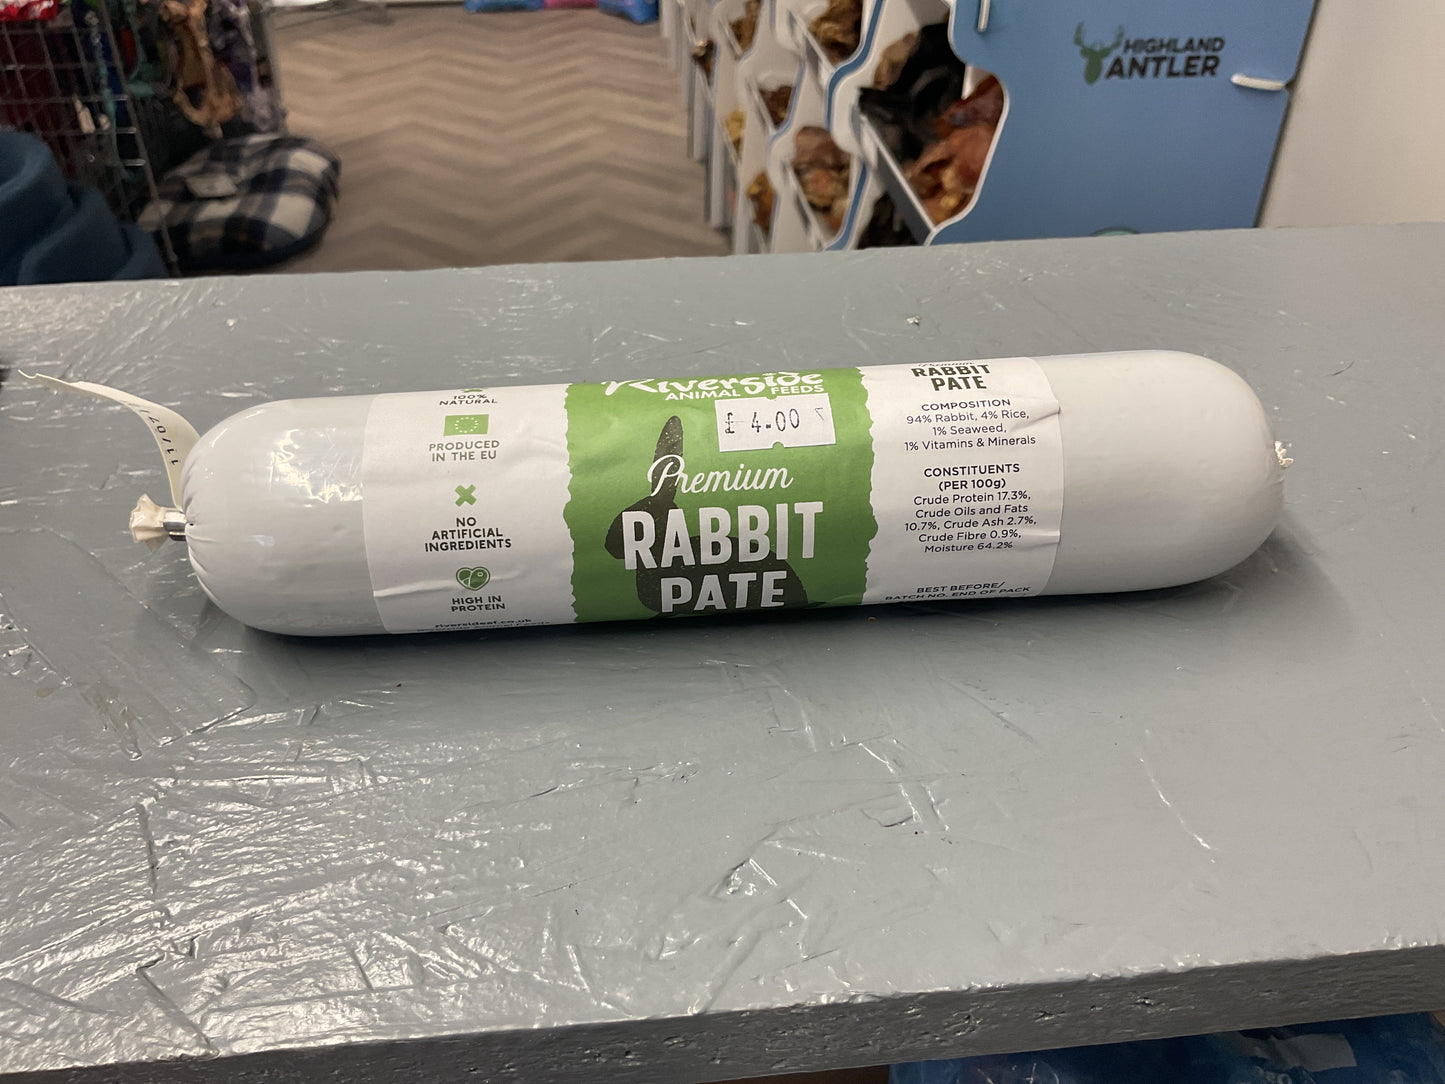 HIGHLAND
ANTLER
11/07/
100%
NATURAL
PRODUCED
IN THE EU
NO
ARTIFICIAL
INGREDIENTS
HIGH IN
PROTEIN
riversideaf.co.uk
Riverside
ANIMAL FEEDS
£ 4.00
Premium
RABBIT
PATE
Premium
RABBIT
PATE
COMPOSITION
94% Rabbit, 4% Rice,
1% Seaweed,
1% Vitamins & Minerals
CONSTITUENTS
(PER 100g)
Crude Protein 17.3%,
Crude Oils and Fats
10.7%, Crude Ash 2.7%,
Crude Fibre 0.9%,
Moisture 64.2%
BEST BEFORE/
BATCH NO. END OF PACK